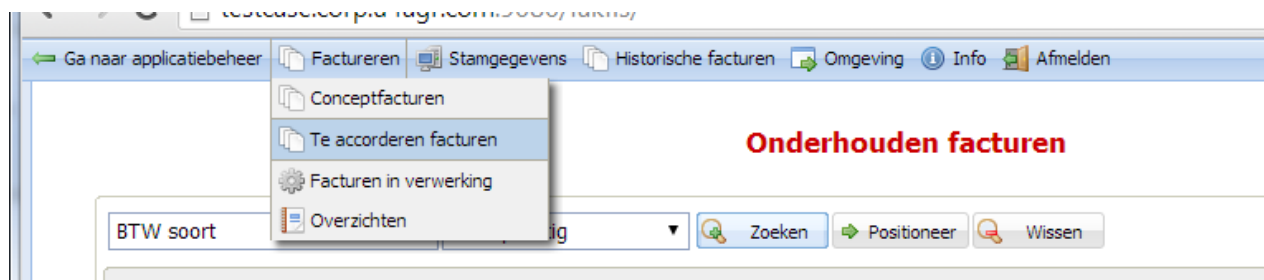 Ga naar applicatiebeheer Factureren Stamgegevens Historische facturen Omgeving Info Afmelden
Conceptfacturen
Te accorderen facturen
Facturen in verwerking
Overzichten
Onderhouden facturen
BTW soort Zoeken Positioneer Wissen